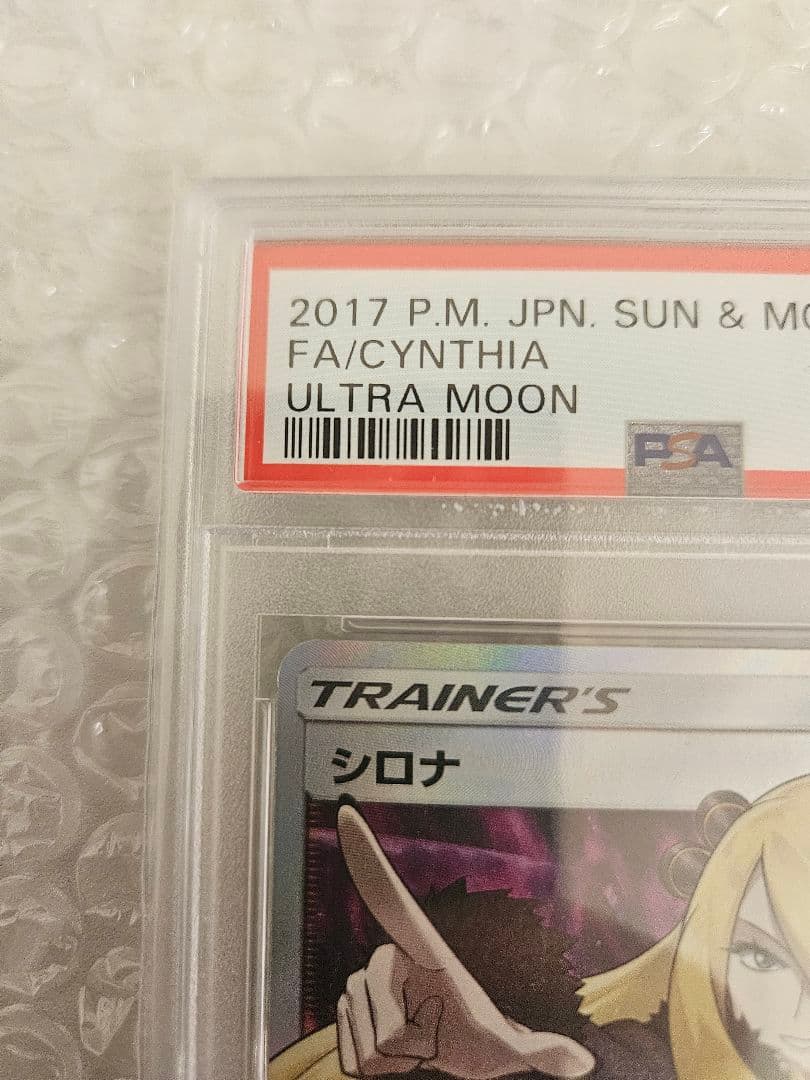 2017 P.M. JPN. SUN & MO
FA/CYNTHIA
ULTRA MOON
PSA
TRAINER'S
シロナ